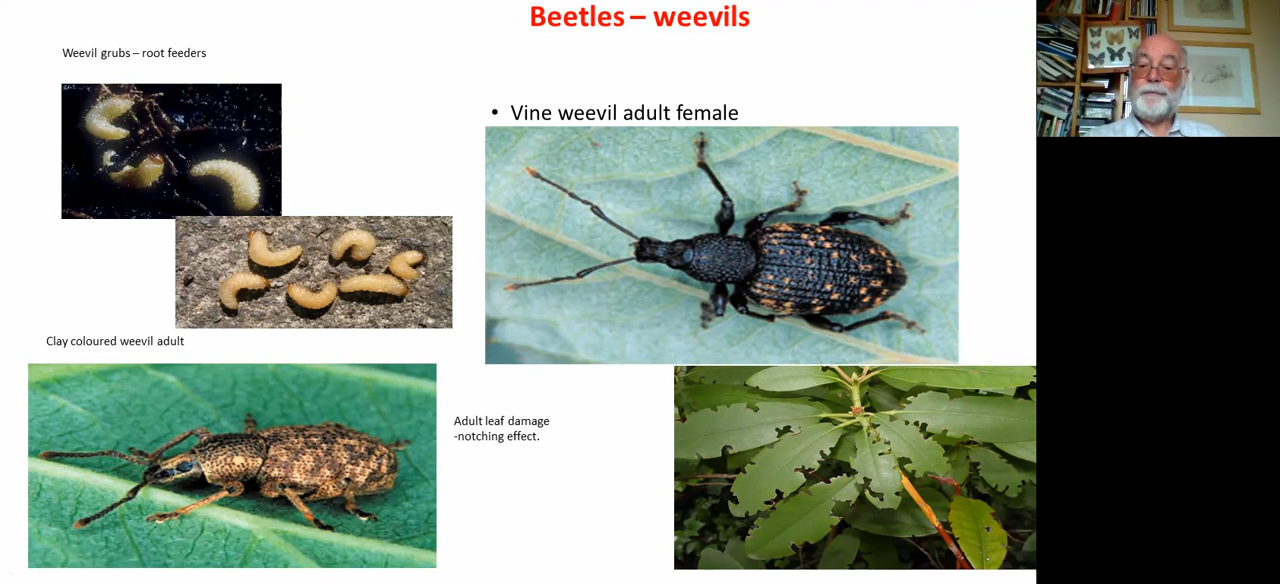 Beetles – weevils
Weevil grubs – root feeders
• Vine weevil adult female
Clay coloured weevil adult
Adult leaf damage
-notching effect.